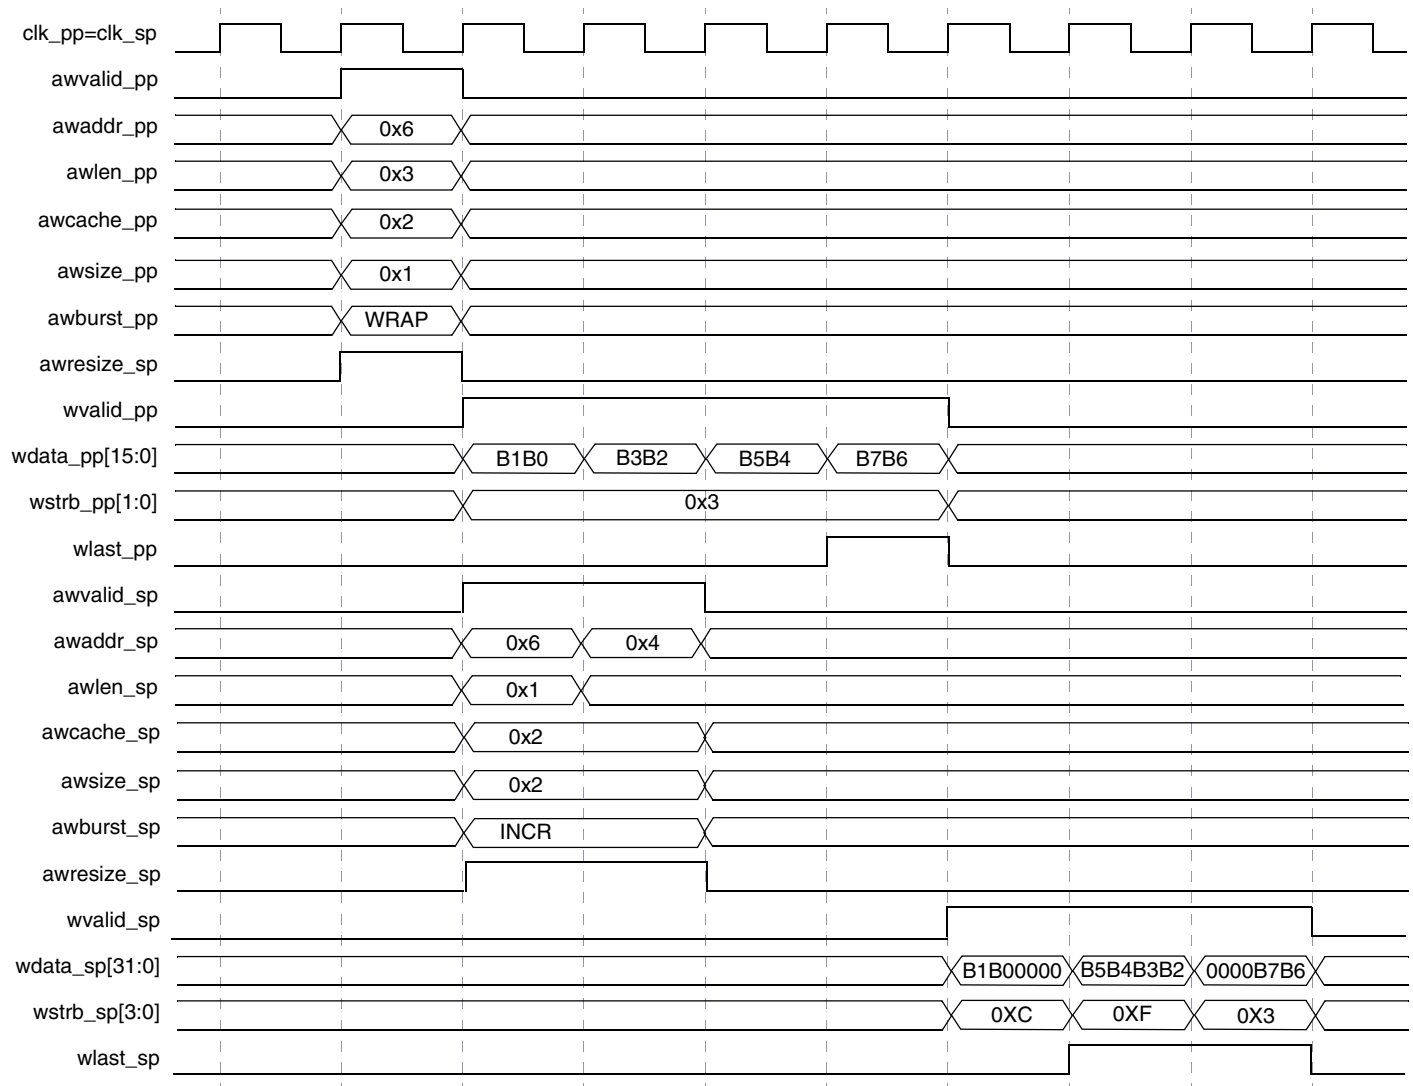 clk_pp=clk_sp
awvalid_pp
awaddr_pp 0x6
awlen_pp 0x3
awcache_pp 0x2
awsize_pp 0x1
awburst_pp WRAP
awresize_sp
wvalid_pp
wdata_pp[15:0] B1B0 B3B2 B5B4 B7B6
wstrb_pp[1:0] 0x3
wlast_pp
awvalid_sp
awaddr_sp 0x6 0x4
awlen_sp 0x1
awcache_sp 0x2
awsize_sp 0x2
awburst_sp INCR
awresize_sp
wvalid_sp
wdata_sp[31:0] B1B00000 B5B4B3B2 0000B7B6
wstrb_sp[3:0] 0XC 0XF 0X3
wlast_sp